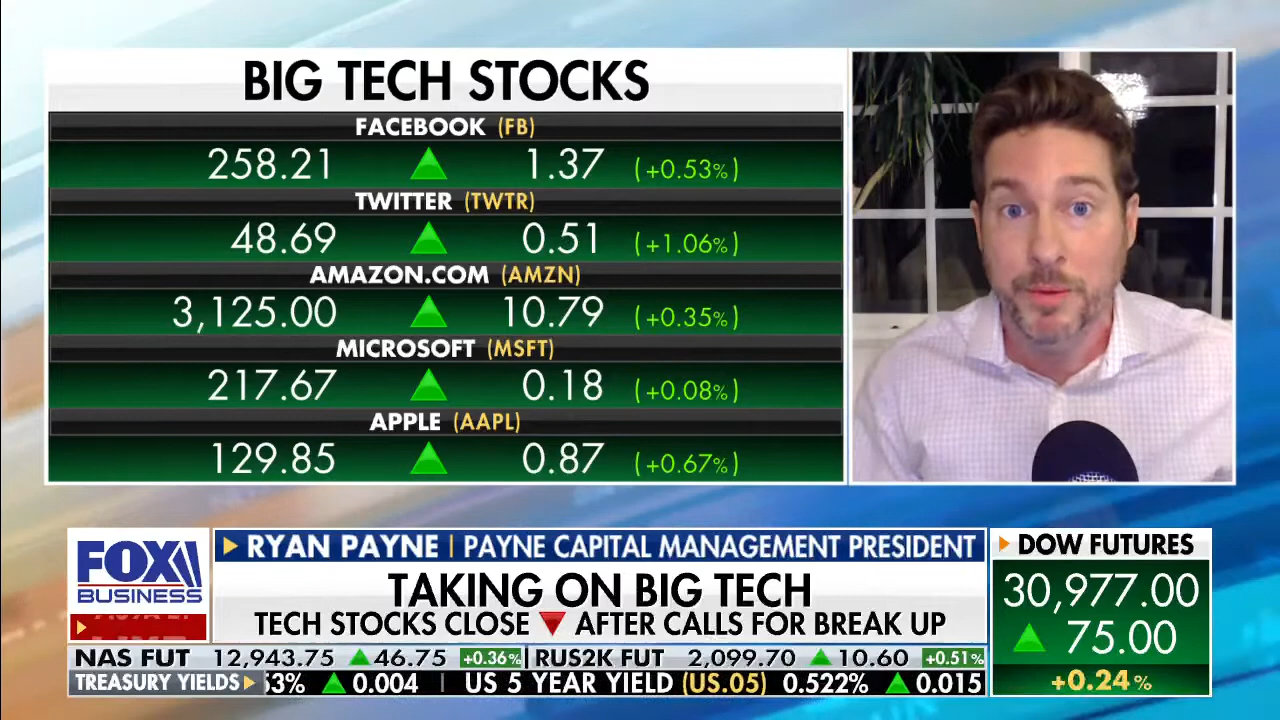 BIG TECH STOCKS
FACEBOOK (FB)
258.21 ▲ 1.37 (+0.53%)
TWITTER (TWTR)
48.69 ▲ 0.51 (+1.06%)
AMAZON.COM (AMZN)
3,125.00 ▲ 10.79 (+0.35%)
MICROSOFT (MSFT)
217.67 ▲ 0.18 (+0.08%)
APPLE (AAPL)
129.85 ▲ 0.87 (+0.67%)
FOX
BUSINESS
RYAN PAYNE | PAYNE CAPITAL MANAGEMENT PRESIDENT
TAKING ON BIG TECH
TECH STOCKS CLOSE ▼ AFTER CALLS FOR BREAK UP
DOW FUTURES
30,977.00
▲ 75.00
+0.24%
NAS FUT 12,943.75 ▲ 46.75 +0.36% RUS2K FUT 2,099.70 ▲ 10.60 +0.51%
TREASURY YIELDS 3% ▲ 0.004 | US 5 YEAR YIELD (US.05) 0.522% ▲ 0.015